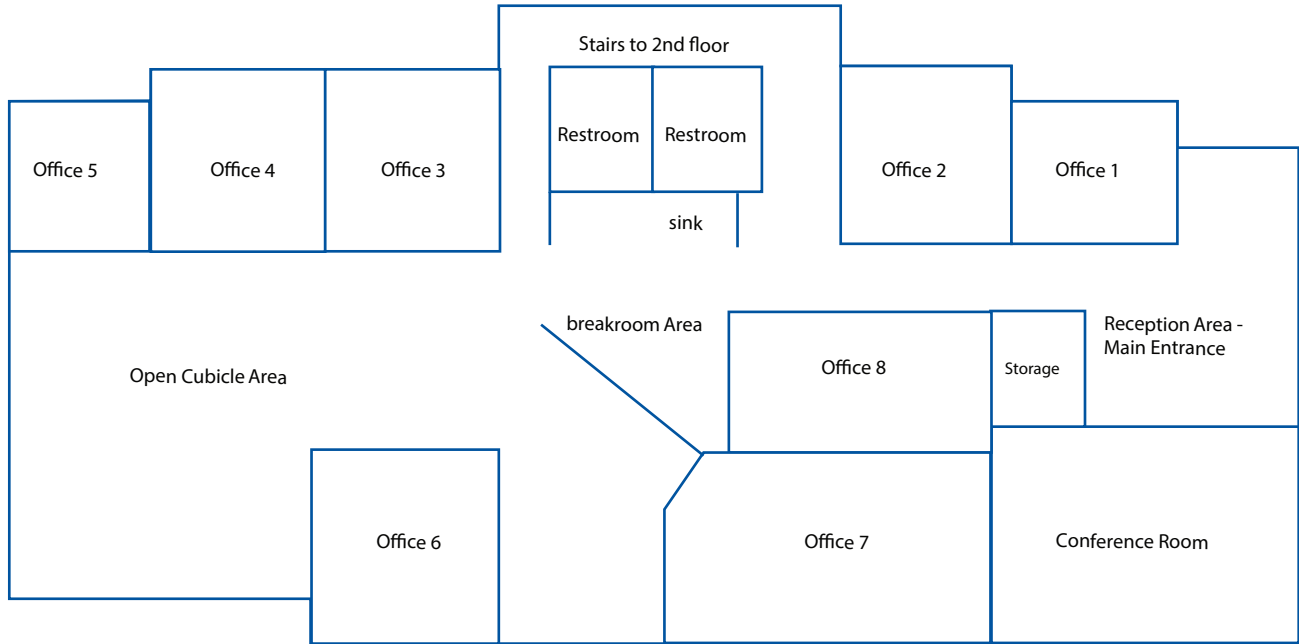 Stairs to 2nd floor
Restroom
Restroom
Office 5
Office 4
Office 3
Office 2
Office 1
sink
breakroom Area
Reception Area -
Main Entrance
Open Cubicle Area
Office 8
Storage
Office 6
Office 7
Conference Room